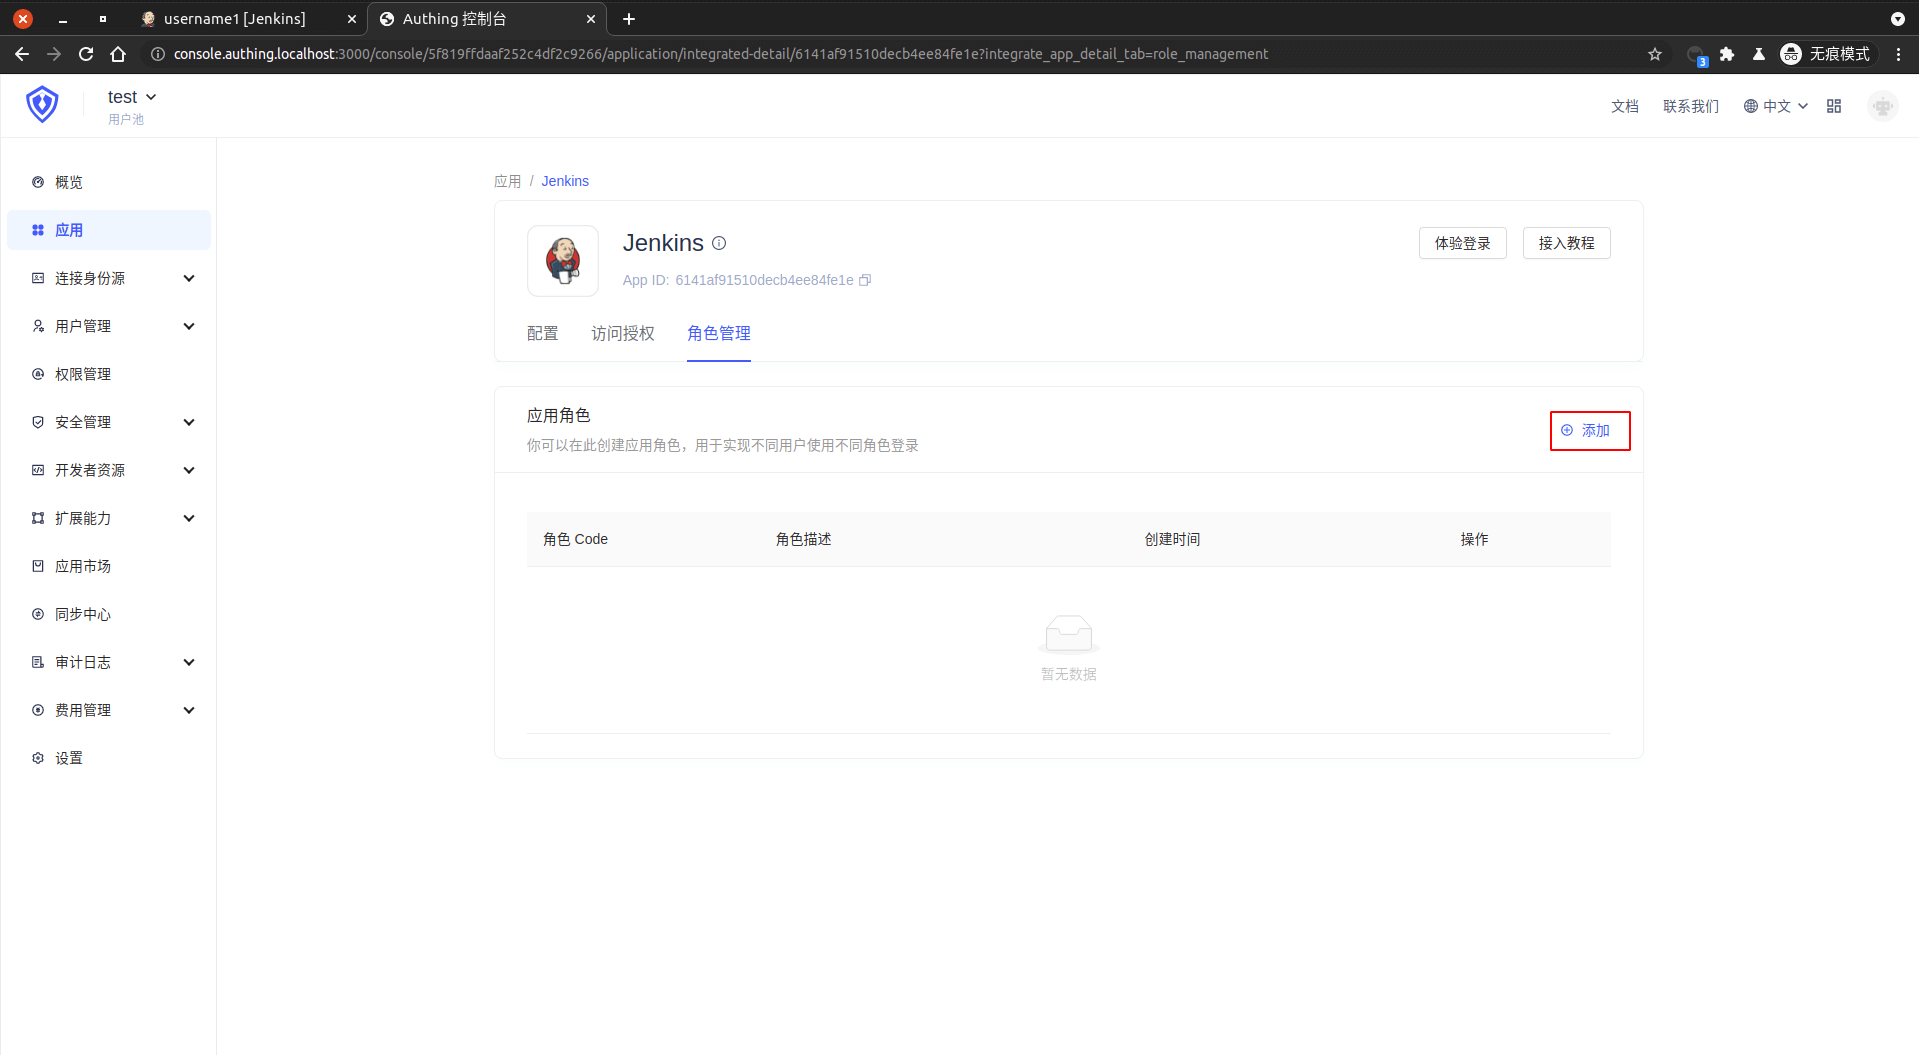 username1 [Jenkins]
Authing 控制台
console.authing.localhost:3000/console/5f819ffdaaf252c4df2c9266/application/integrated-detail/6141af91510decb4ee84fe1e?integrate_app_detail_tab=role_management
3
无痕模式
test
用户池
文档
联系我们
中文
概览
应用
连接身份源
用户管理
权限管理
安全管理
开发者资源
扩展能力
应用市场
同步中心
审计日志
费用管理
设置
应用 / Jenkins
Jenkins
App ID: 6141af91510decb4ee84fe1e
体验登录
接入教程
配置
访问授权
角色管理
应用角色
你可以在此创建应用角色，用于实现不同用户使用不同角色登录
添加
角色 Code
角色描述
创建时间
操作
暂无数据